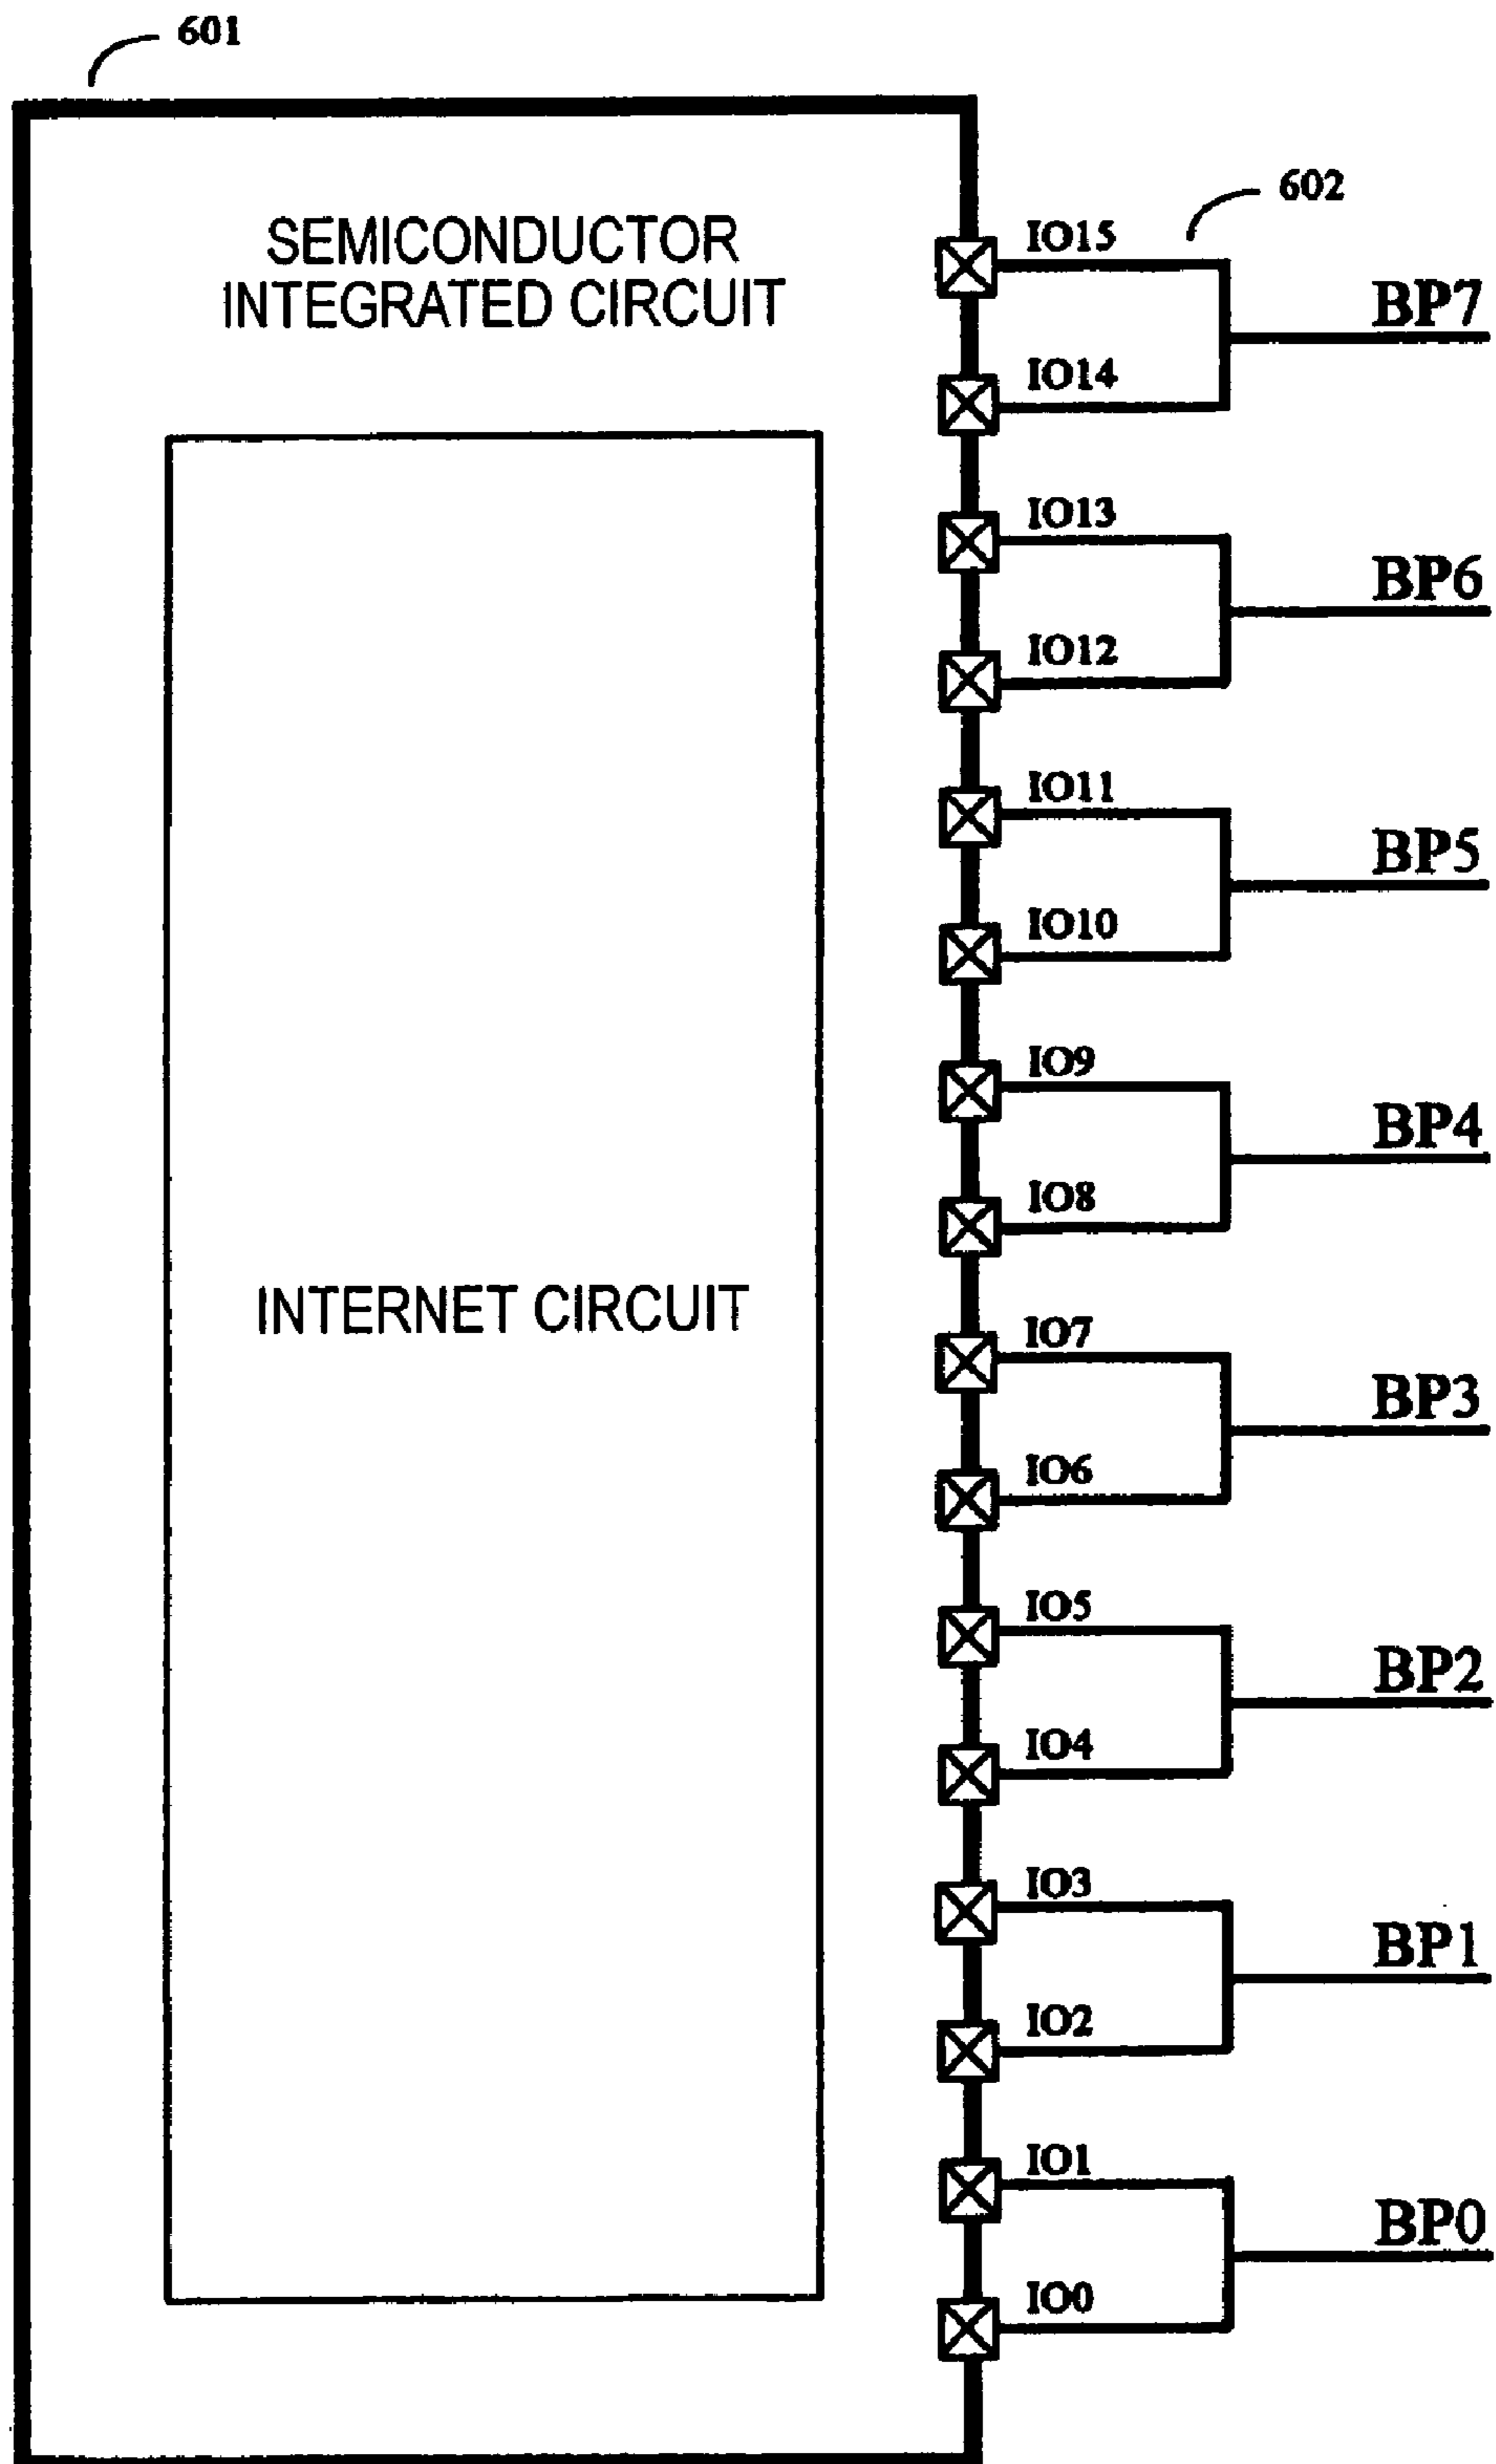 601
602
SEMICONDUCTOR
INTEGRATED CIRCUIT
IO15
BP7
IO14
IO13
BP6
IO12
IO11
BP5
IO10
IO9
BP4
IO8
INTERNET CIRCUIT
IO7
BP3
IO6
IO5
BP2
IO4
IO3
BP1
IO2
IO1
BP0
IO0